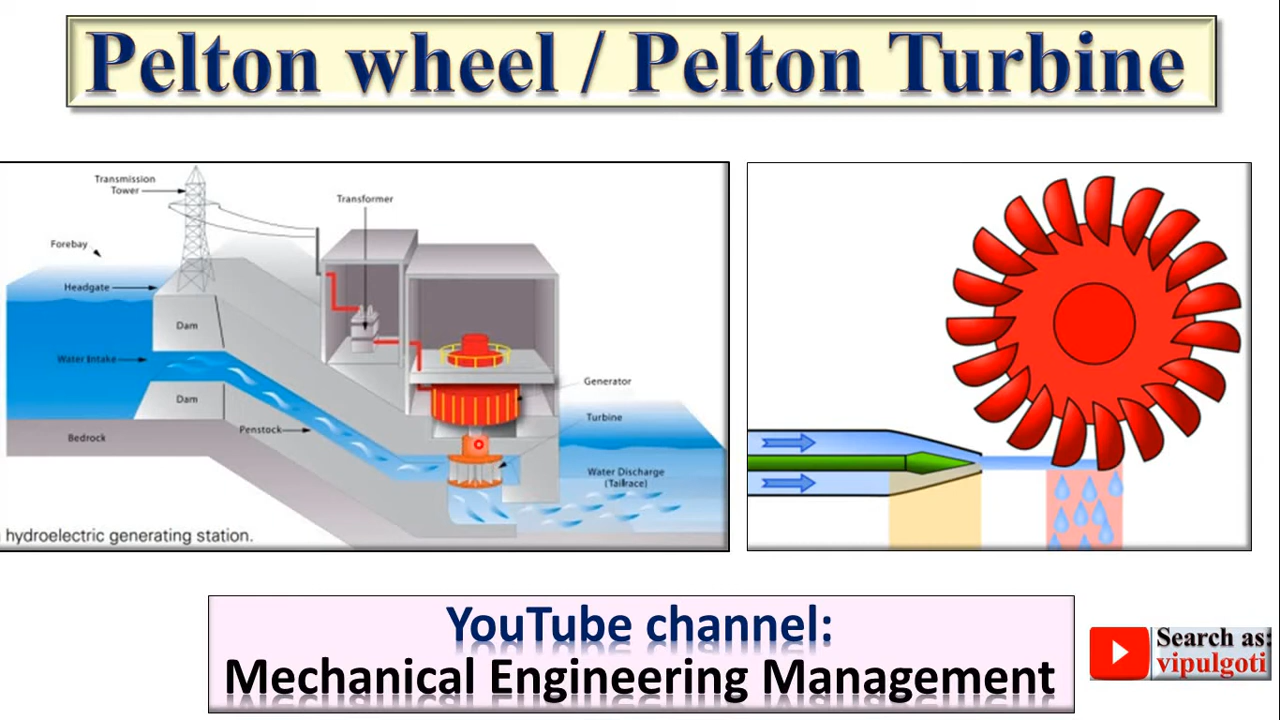 Pelton wheel / Pelton Turbine
Transmission
Tower
Transformer
Forebay
Headgate
Dam
Water Intake
Dam
Penstock
Bedrock
Generator
Turbine
Water Discharge
(Tailrace)
hydroelectric generating station.
YouTube channel:
Mechanical Engineering Management
Search as:
vipulgoti